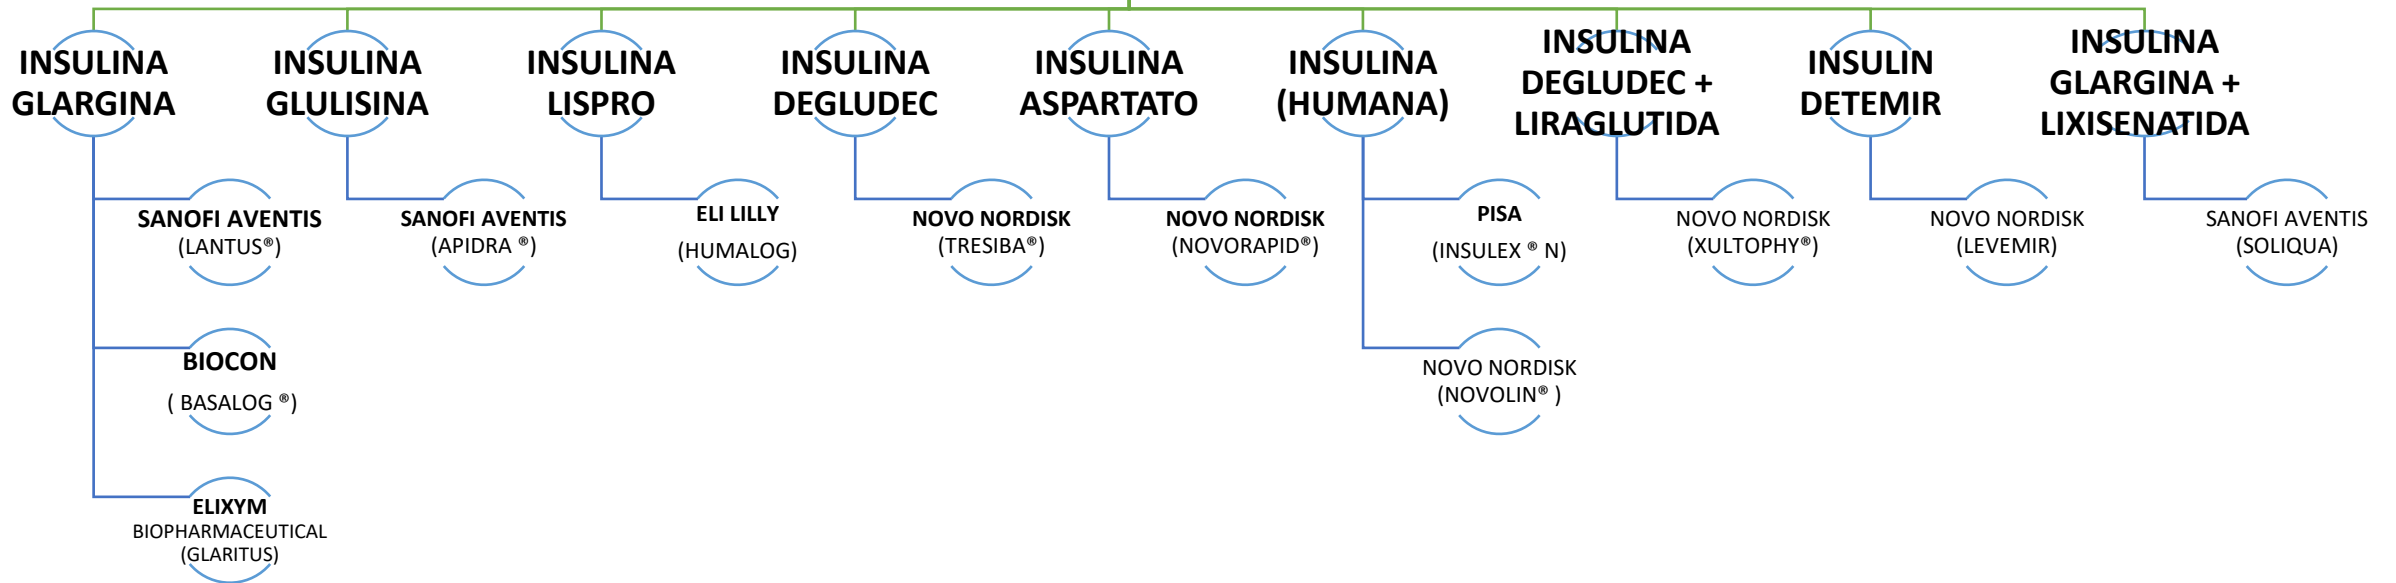 INSULINA
GLARGINA
INSULINA
GLULISINA
INSULINA
LISPRO
INSULINA
DEGLUDEC
INSULINA
ASPARTATO
INSULINA
(HUMANA)
INSULINA
DEGLUDEC +
LIRAGLUTIDA
INSULIN
DETEMIR
INSULINA
GLARGINA +
LIXISENATIDA
SANOFI AVENTIS
(LANTUS®)
SANOFI AVENTIS
(APIDRA ®)
ELI LILLY
(HUMALOG)
NOVO NORDISK
(TRESIBA®)
NOVO NORDISK
(NOVORAPID®)
PISA
(INSULEX ® N)
NOVO NORDISK
(XULTOPHY®)
NOVO NORDISK
(LEVEMIR)
SANOFI AVENTIS
(SOLIQUA)
BIOCON
( BASALOG ®)
NOVO NORDISK
(NOVOLIN® )
ELIXYM
BIOPHARMACEUTICAL
(GLARITUS)